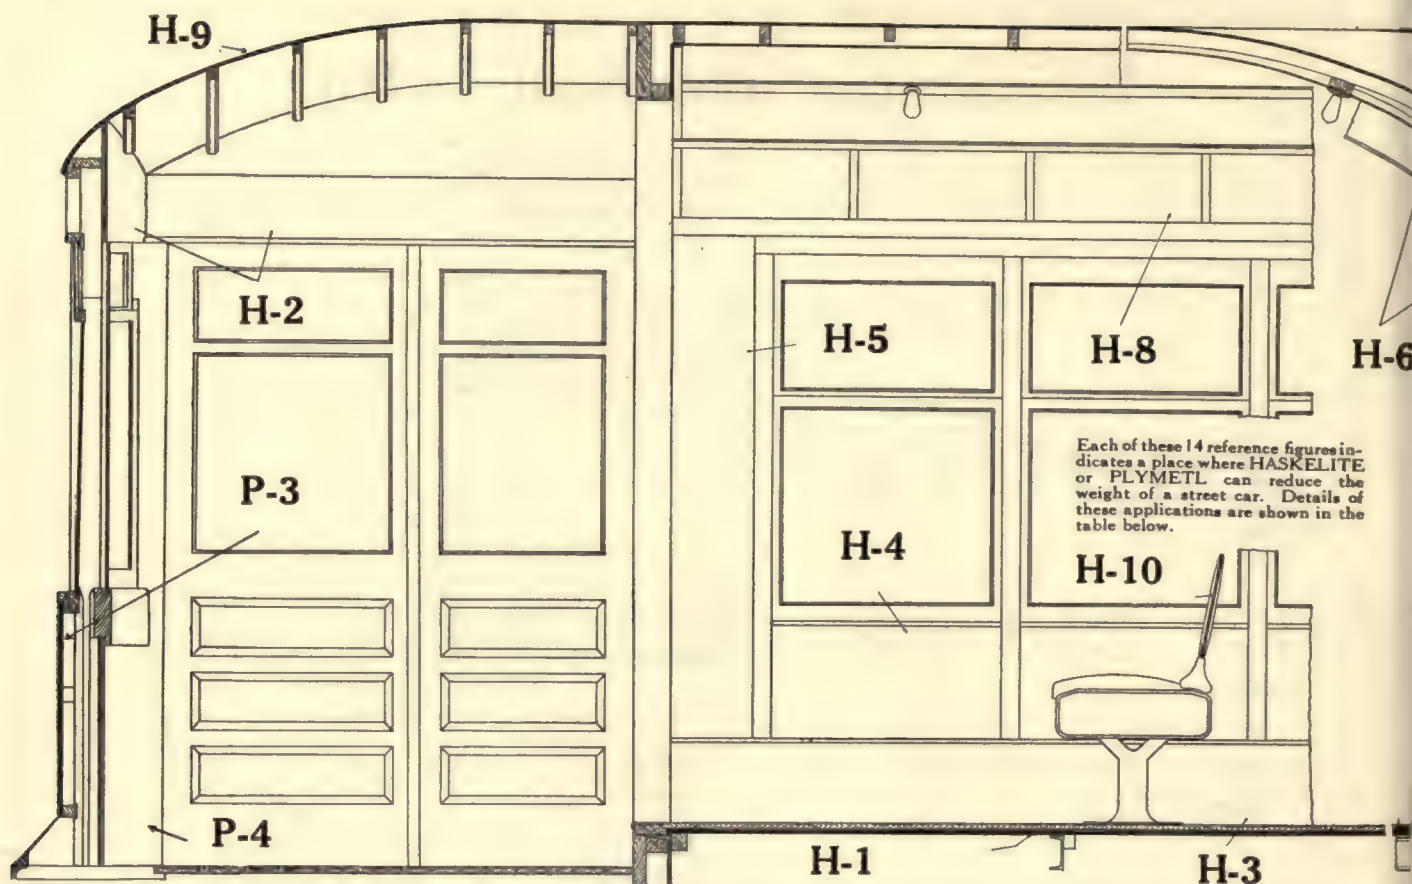 H-9
H-2
H-5
H-8
H-6
Each of these 14 reference figures in-
dicates a place where HASKELITE
or PLYMETL can reduce the
weight of a street car. Details of
these applications are shown in the
table below.
P-3
H-4
H-10
P-4
H-1
H-3